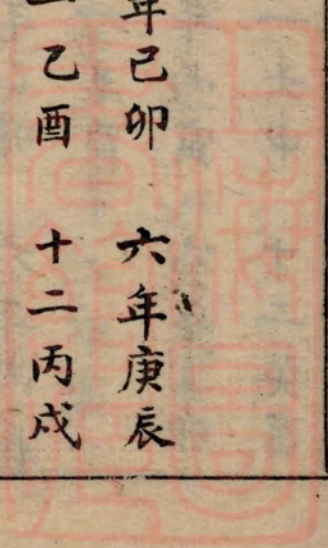 年己卯　六年庚辰
乙酉　十二丙戌